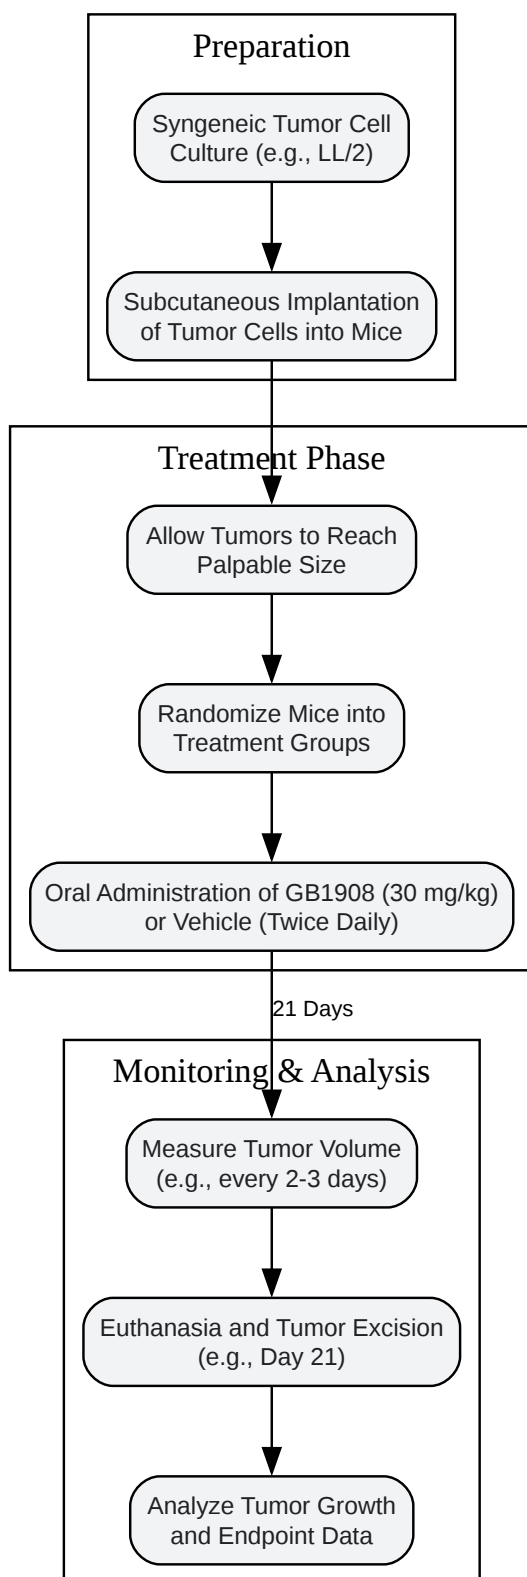 Preparation
Syngeneic Tumor Cell
Culture (e.g., LL/2)
Subcutaneous Implantation
of Tumor Cells into Mice
Treatment Phase
Allow Tumors to Reach
Palpable Size
Randomize Mice into
Treatment Groups
Oral Administration of GB1908 (30 mg/kg)
or Vehicle (Twice Daily)
21 Days
Monitoring & Analysis
Measure Tumor Volume
(e.g., every 2-3 days)
Euthanasia and Tumor Excision
(e.g., Day 21)
Analyze Tumor Growth
and Endpoint Data